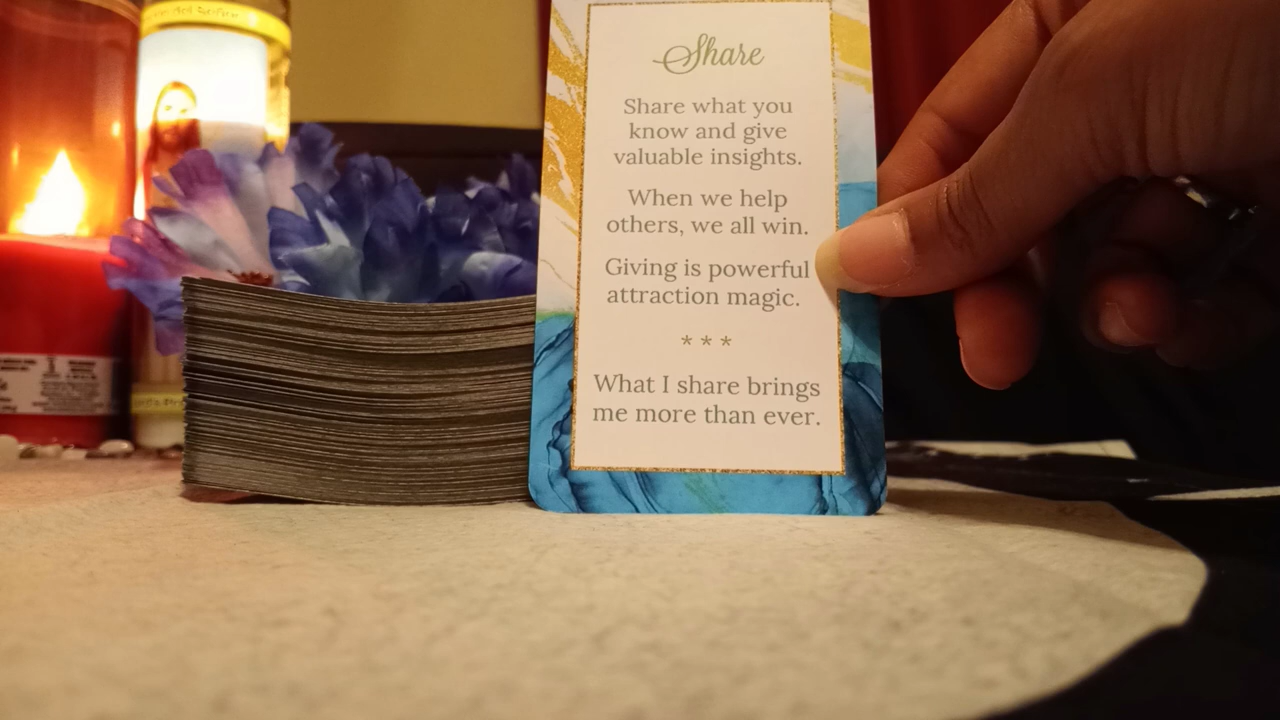 Share
Share what you
know and give
valuable insights.
When we help
others, we all win.
Giving is powerful
attraction magic.
* * *
What I share brings
me more than ever.